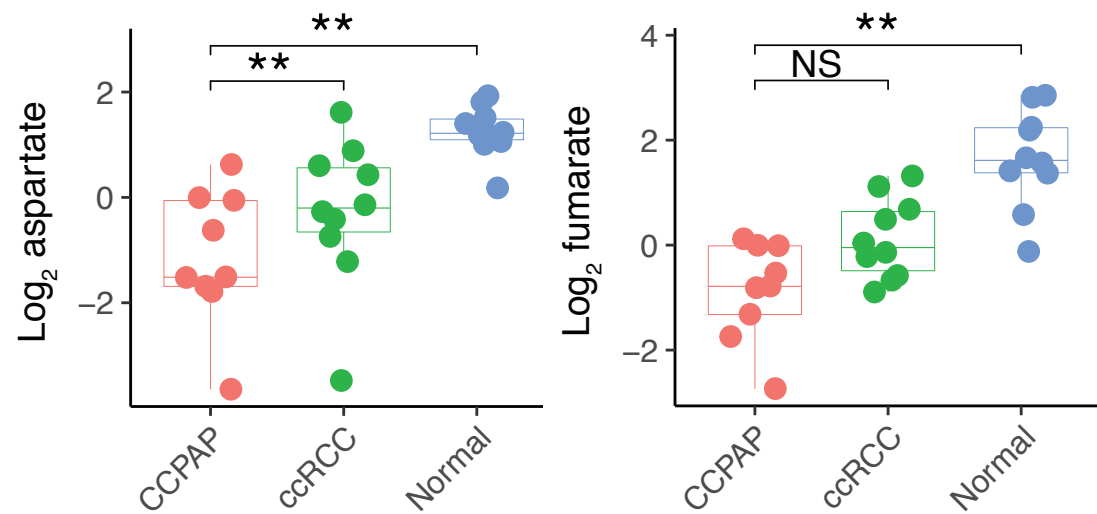 **
**
2
0
−2
Log2 aspartate
CCPAP
ccRCC
Normal
**
NS
4
2
0
−2
Log2 fumarate
CCPAP
ccRCC
Normal